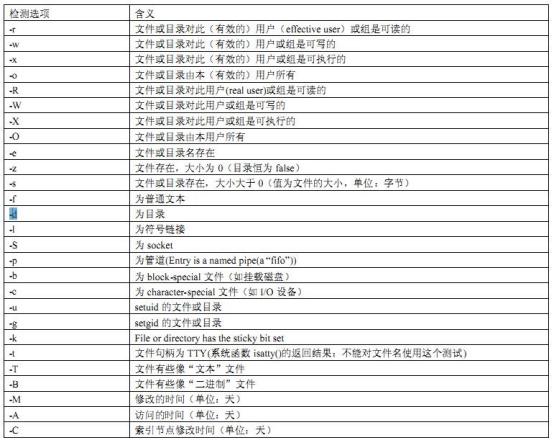 检测选项 含义
-r 文件或目录对此（有效的）用户（effective user）或组是可读的
-w 文件或目录对此（有效的）用户或组是可写的
-x 文件或目录对此（有效的）用户或组是可执行的
-o 文件或目录由本（有效的）用户所有
-R 文件或目录对此用户(real user)或组是可读的
-W 文件或目录对此用户或组是可写的
-X 文件或目录对此用户或组是可执行的
-O 文件或目录由本用户所有
-e 文件或目录名存在
-z 文件存在，大小为 0（目录恒为 false）
-s 文件或目录存在，大小大于 0（值为文件的大小，单位：字节）
-f 为普通文本
-d 为目录
-l 为符号链接
-S 为 socket
-p 为管道(Entry is a named pipe(a “fifo”))
-b 为 block-special 文件（如挂载磁盘）
-c 为 character-special 文件（如 I/O 设备）
-u setuid 的文件或目录
-g setgid 的文件或目录
-k File or directory has the sticky bit set
-t 文件句柄为 TTY(系统函数 isatty()的返回结果；不能对文件名使用这个测试)
-T 文件有些像“文本”文件
-B 文件有些像“二进制”文件
-M 修改的时间（单位：天）
-A 访问的时间（单位：天）
-C 索引节点修改时间（单位：天）